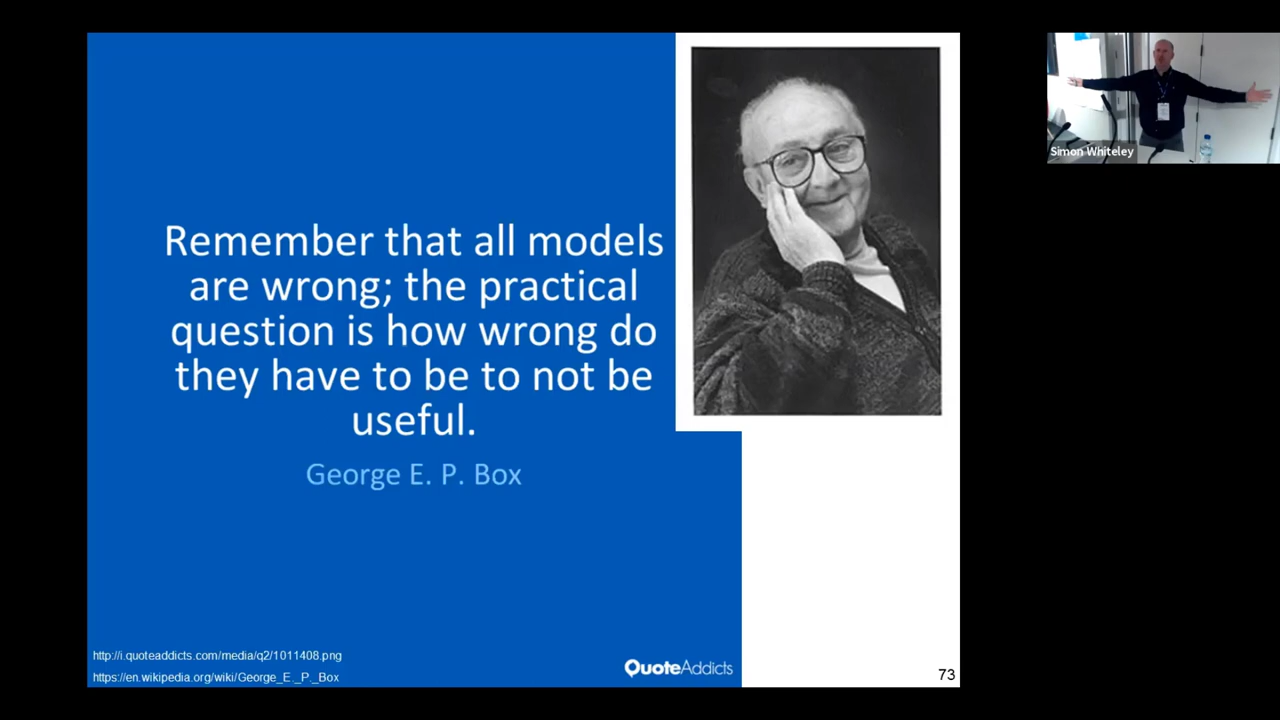 Remember that all models
are wrong; the practical
question is how wrong do
they have to be to not be
useful.
George E. P. Box
http://i.quoteaddicts.com/media/q2/1011408.png
https://en.wikipedia.org/wiki/George_E._P._Box
QuoteAddicts
73
Simon Whiteley